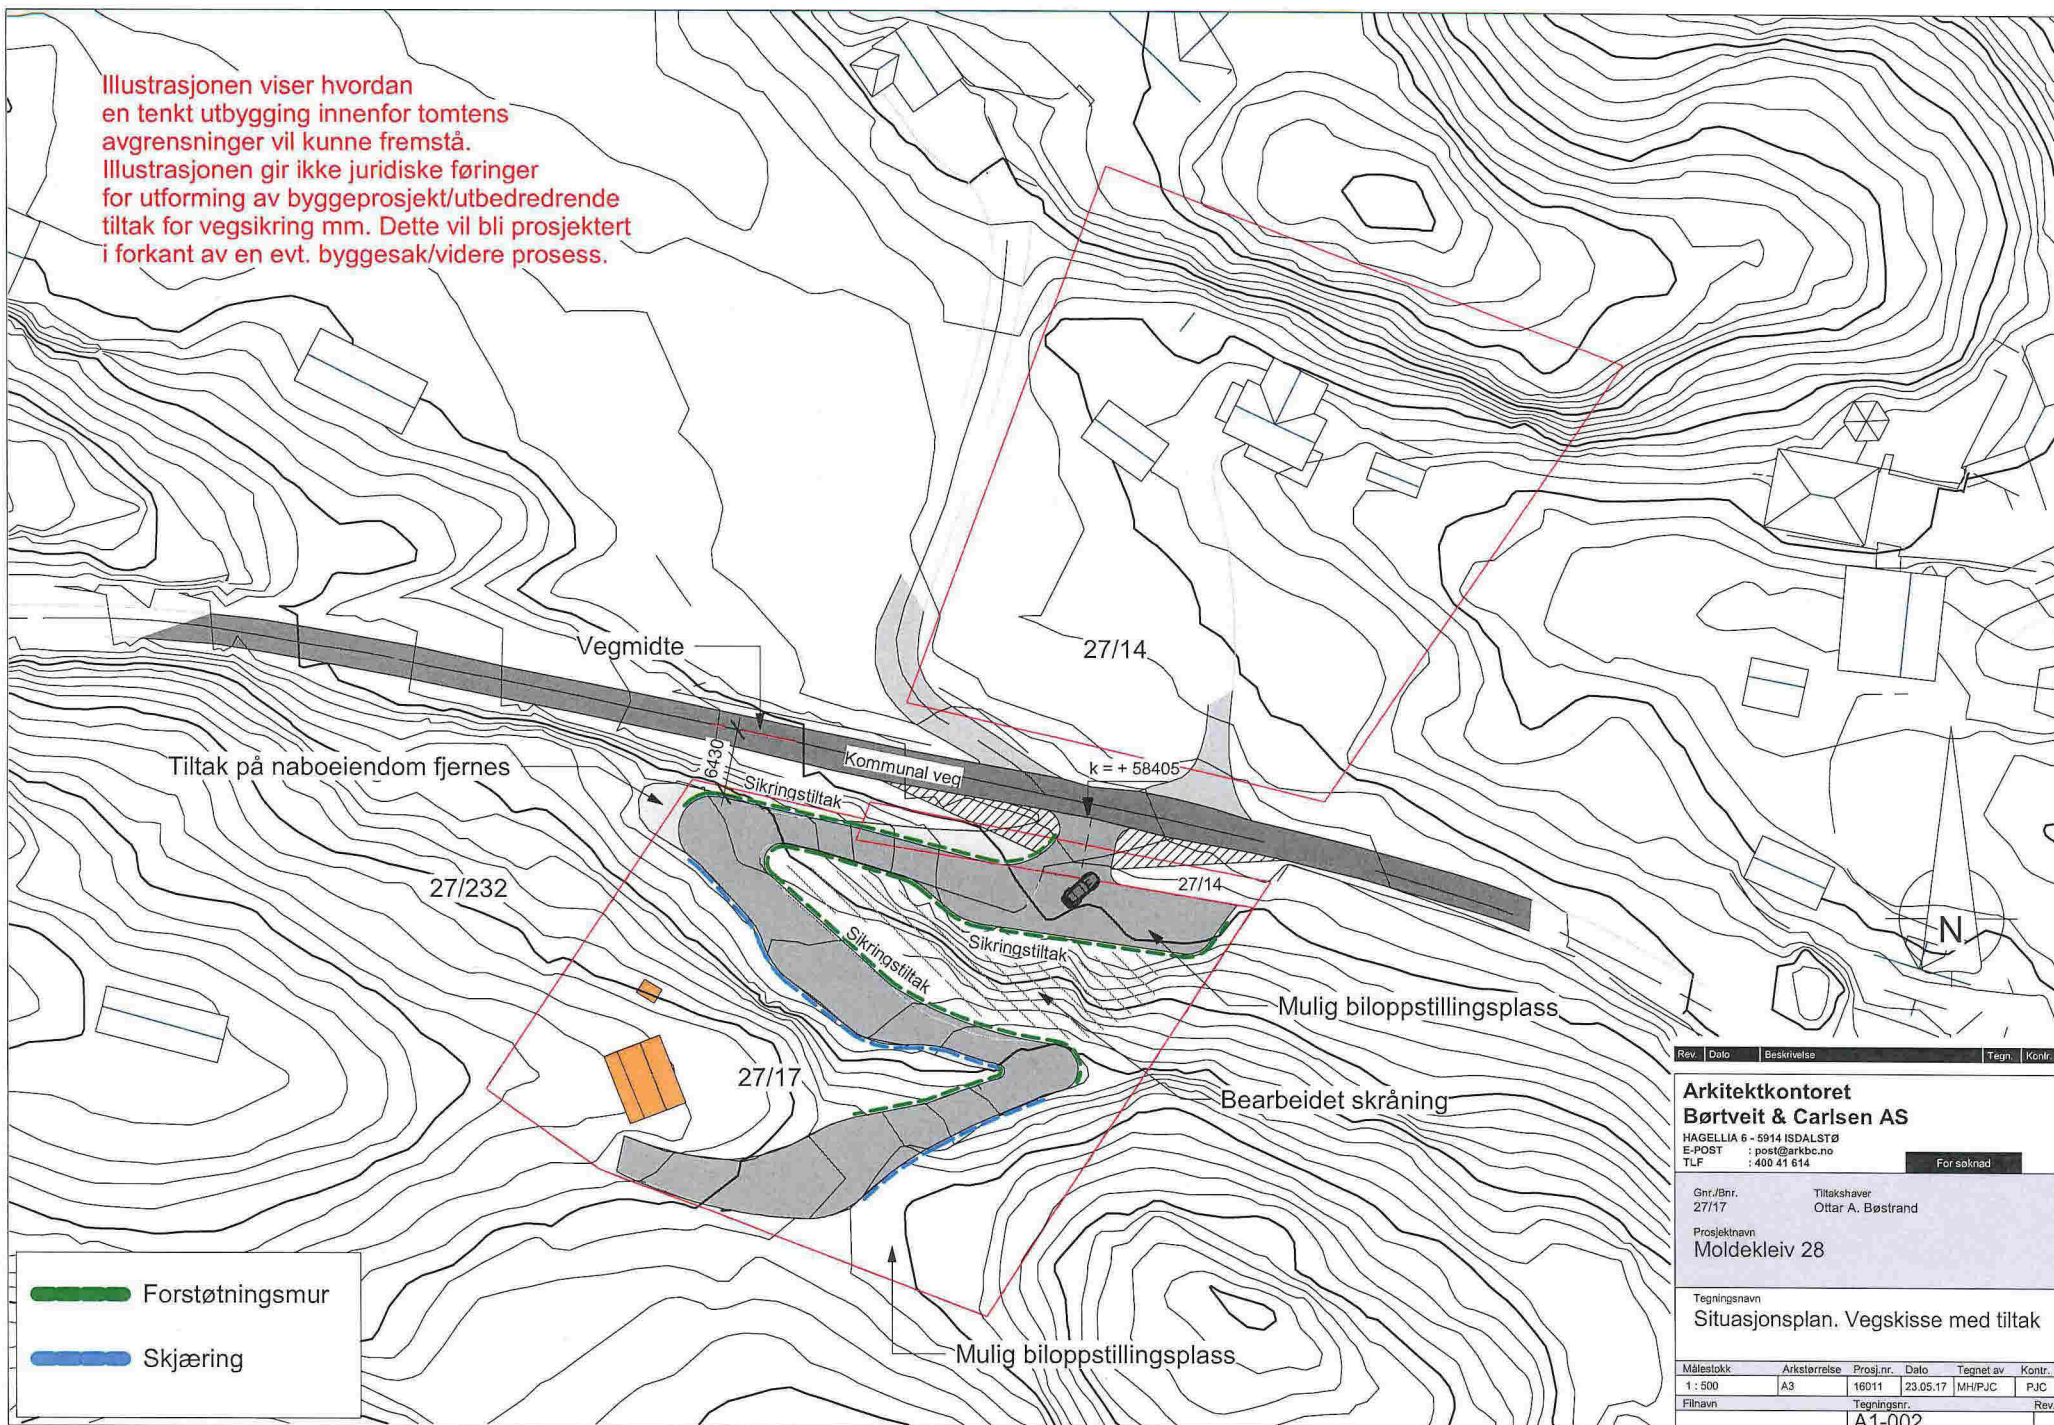 Illustrasjonen viser hvordan
en tenkt utbygging innenfor tomtens
avgrensninger vil kunne fremstå.
Illustrasjonen gir ikke juridiske føringer
for utforming av byggeprosjekt/utbedredrende
tiltak for vegsikring mm. Dette vil bli prosjektert
i forkant av en evt. byggesak/videre prosess.
27/14
Vegmidte
Tiltak på naboeiendom fjernes
6430
Kommunal veg
k = + 58405
Sikringstiltak
27/232
27/14
Sikringstiltak
Sikringstiltak
N
Mulig biloppstillingsplass
27/17
Bearbeidet skråning
Mulig biloppstillingsplass
Forstøtningsmur
Skjæring
Rev. Dato Beskrivelse Tegn. Kontr.
Arkitektkontoret
Børtveit & Carlsen AS
HAGELLIA 6 - 5914 ISDALSTØ
E-POST : post@arkbc.no
TLF : 400 41 614
For søknad
Gnr./Bnr. Tiltakshaver
27/17 Ottar A. Bøstrand
Prosjektnavn
Moldekleiv 28
Tegningsnavn
Situasjonsplan. Vegskisse med tiltak
Målestokk Arkstørrelse Prosj.nr. Dato Tegnet av Kontr.
1 : 500 A3 16011 23.05.17 MH/PJC PJC
Filnavn Tegningsnr. Rev.
A1-002